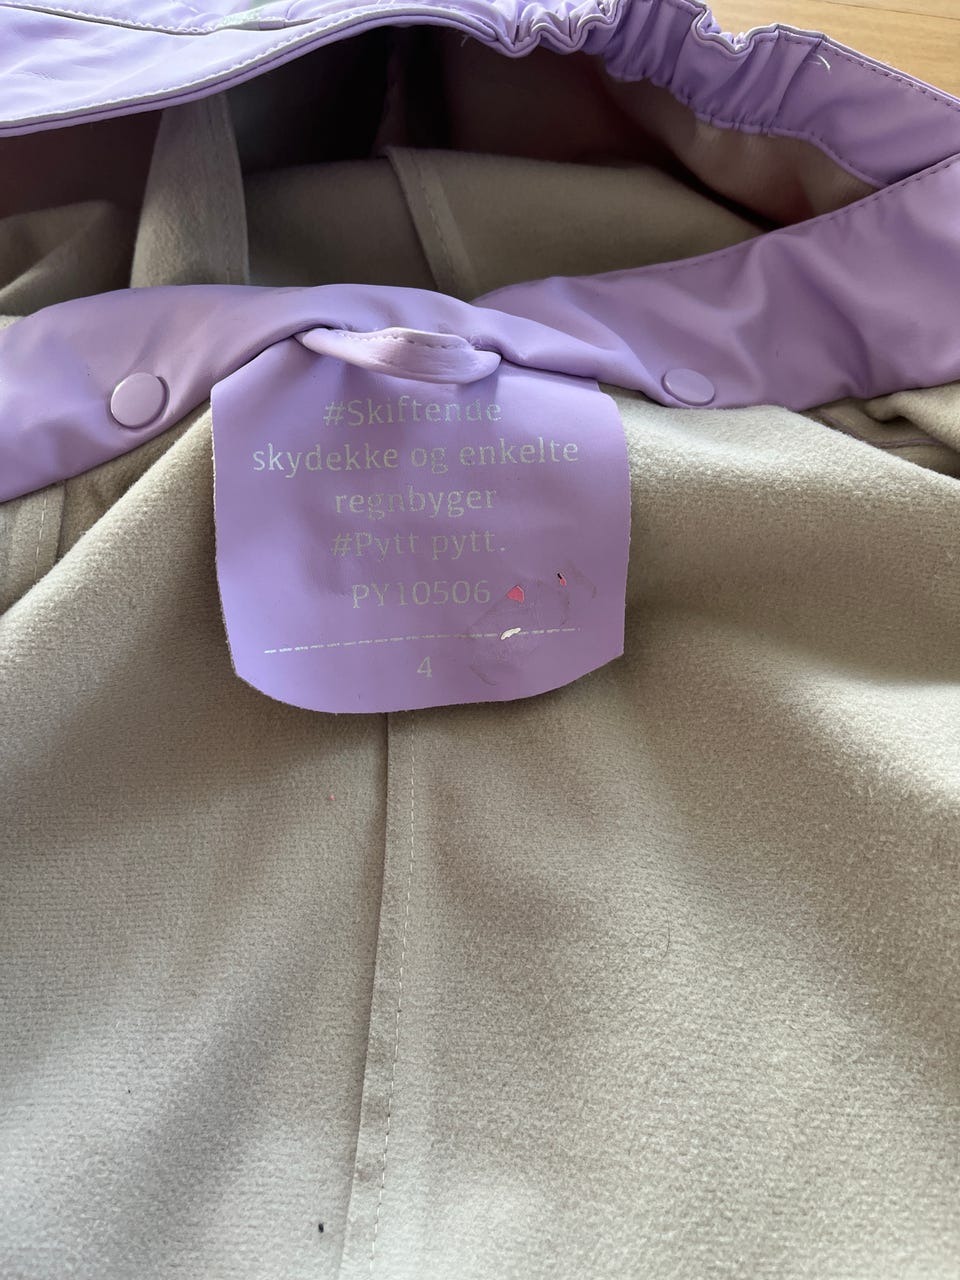 #Skiftende
skydekke og enkelte
regnbyger
#Pytt pytt.
PY10506
4